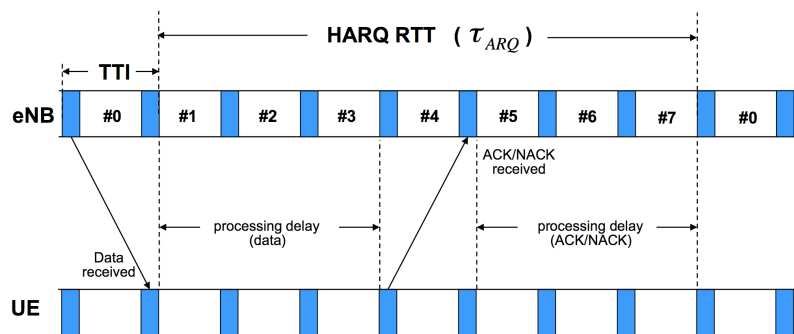 HARQ RTT ( τ_ARQ )
TTI
eNB #0 #1 #2 #3 #4 #5 #6 #7 #0
ACK/NACK
received
processing delay
(data)
processing delay
(ACK/NACK)
Data
received
UE